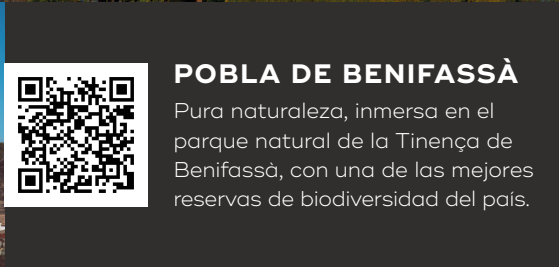 POBLA DE BENIFASSÀ
Pura naturaleza, inmersa en el
parque natural de la Tinença de
Benifassà, con una de las mejores
reservas de biodiversidad del país.